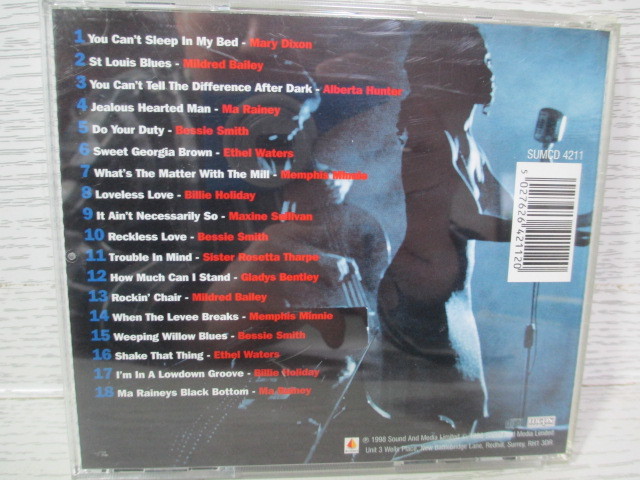 1 You Can't Sleep In My Bed - Mary Dixon
2 St Louis Blues - Mildred Bailey
3 You Can't Tell The Difference After Dark - Alberta Hunter
4 Jealous Hearted Man - Ma Rainey
5 Do Your Duty - Bessie Smith
6 Sweet Georgia Brown - Ethel Waters
7 What's The Matter With The Mill - Memphis Minnie
8 Loveless Love - Billie Holiday
9 It Ain't Necessarily So - Maxine Sullivan
10 Reckless Love - Bessie Smith
11 Trouble In Mind - Sister Rosetta Tharpe
12 How Much Can I Stand - Gladys Bentley
13 Rockin' Chair - Mildred Bailey
14 When The Levee Breaks - Memphis Minnie
15 Weeping Willow Blues - Bessie Smith
16 Shake That Thing - Ethel Waters
17 I'm In A Lowdown Groove - Billie Holiday
18 Ma Raineys Black Bottom - Ma Rainey
SUMCD 4211
5 027626 421120
℗ 1998 Sound And Media Limited Media Limited
Unit 3 Wells Place, New Battlebridge Lane, Redhill, Surrey, RH1 3DR.